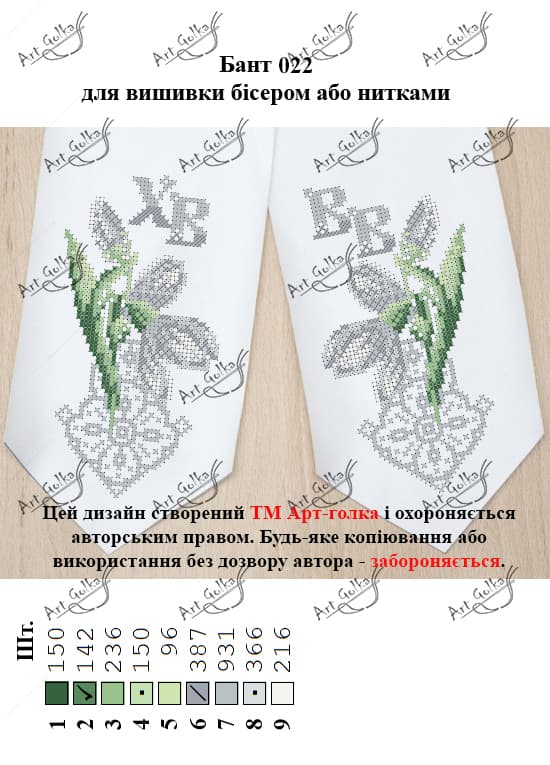 Бант 022
для вишивки бісером або нитками
ХВ
ВВ
Цей дизайн створений ТМ Арт-голка і охороняється
авторським правом. Будь-яке копіювання або
використання без дозволу автора - забороняється.
Шт.
150 142 236 150 96 387 931 366 216
1 2 3 4 5 6 7 8 9
Art Golka